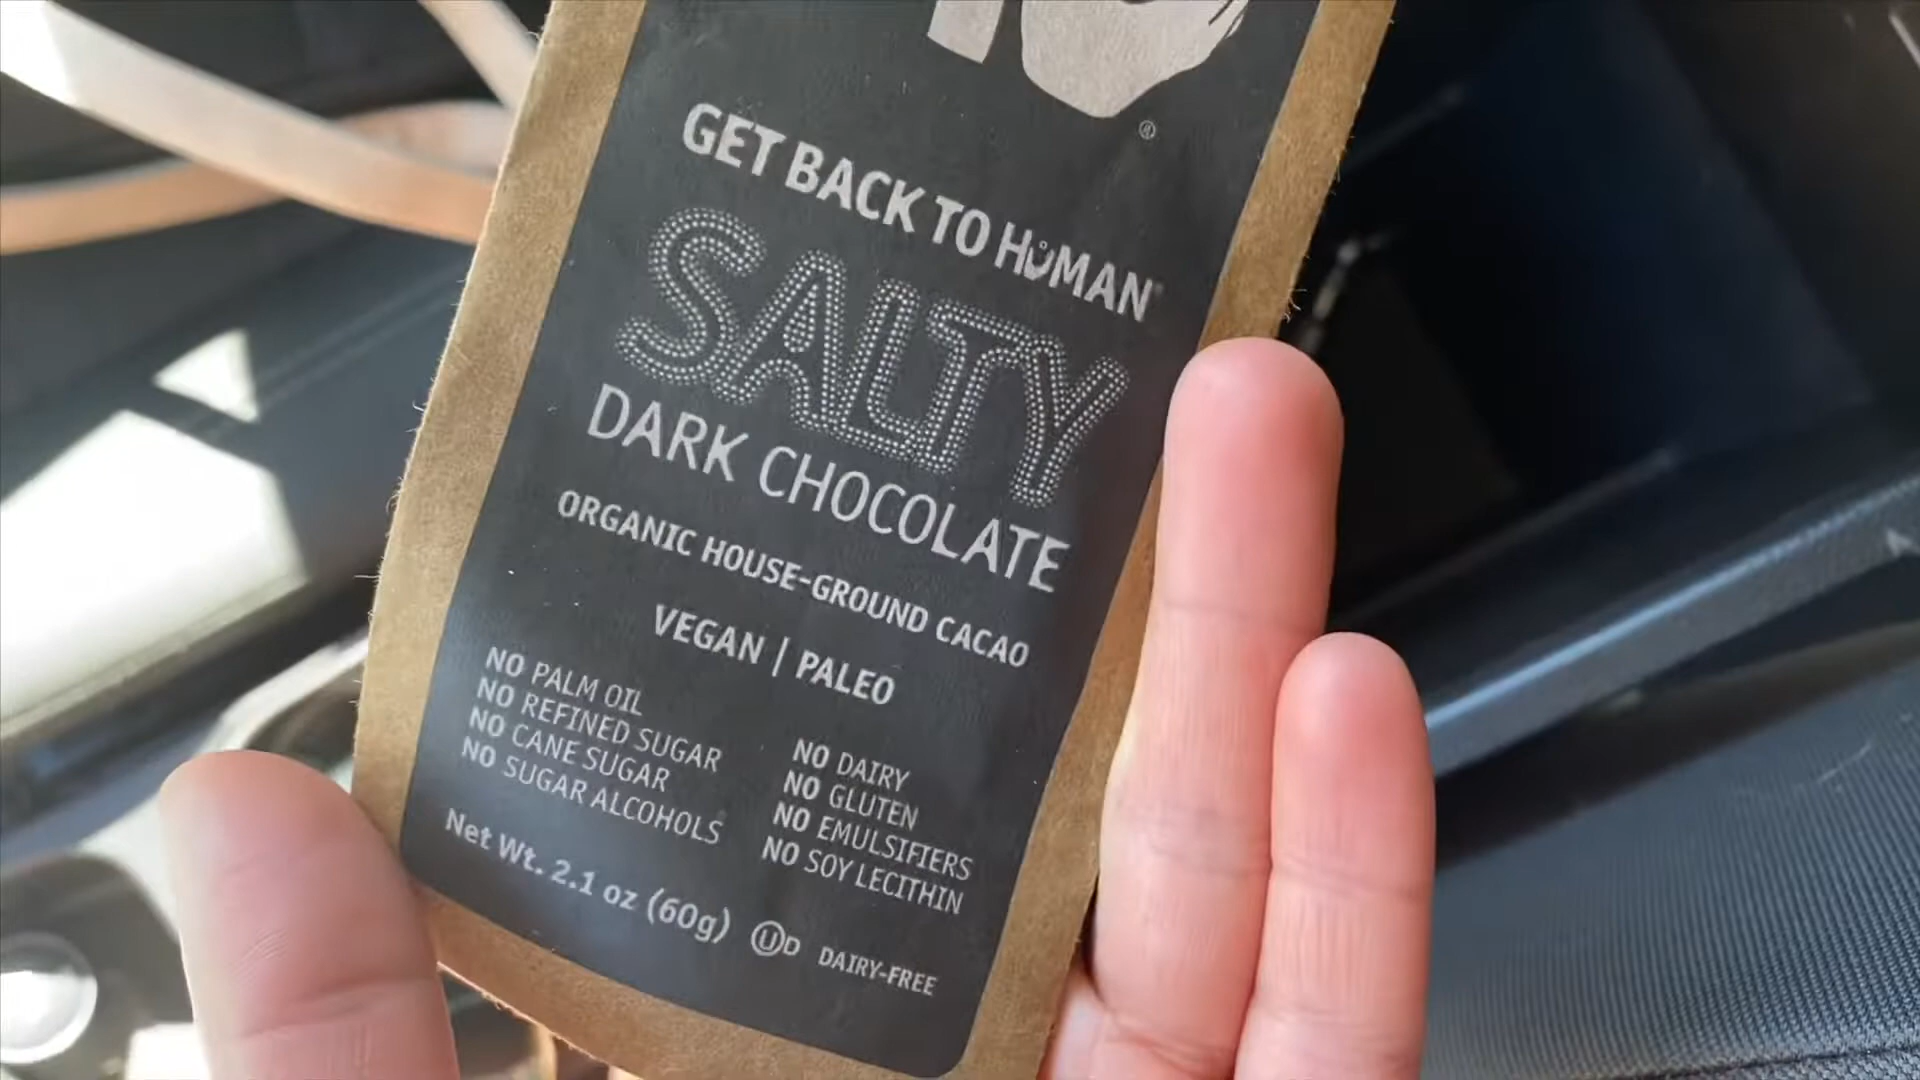 GET BACK TO HUMAN
SALTY
DARK CHOCOLATE
ORGANIC HOUSE-GROUND CACAO
VEGAN | PALEO
NO PALM OIL
NO REFINED SUGAR
NO CANE SUGAR
NO SUGAR ALCOHOLS
NO DAIRY
NO GLUTEN
NO EMULSIFIERS
NO SOY LECITHIN
Net Wt. 2.1 oz (60g) UD DAIRY-FREE